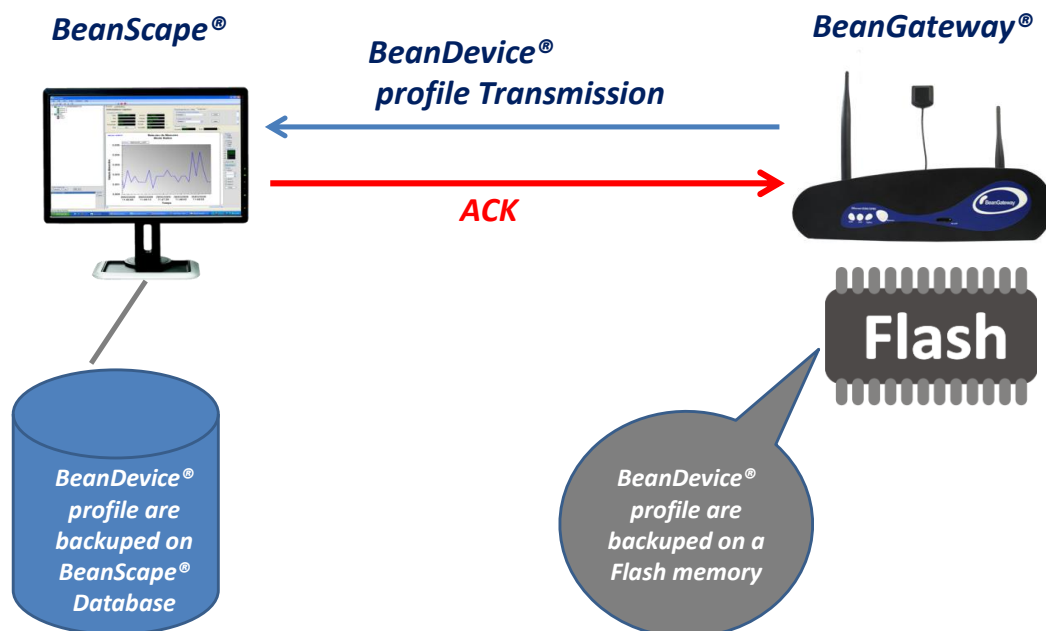 BeanScape®
BeanGateway®
BeanDevice®
profile Transmission
ACK
BeanGateway
Flash
BeanDevice®
profile are
backuped on
BeanScape®
Database
BeanDevice®
profile are
backuped on a
Flash memory